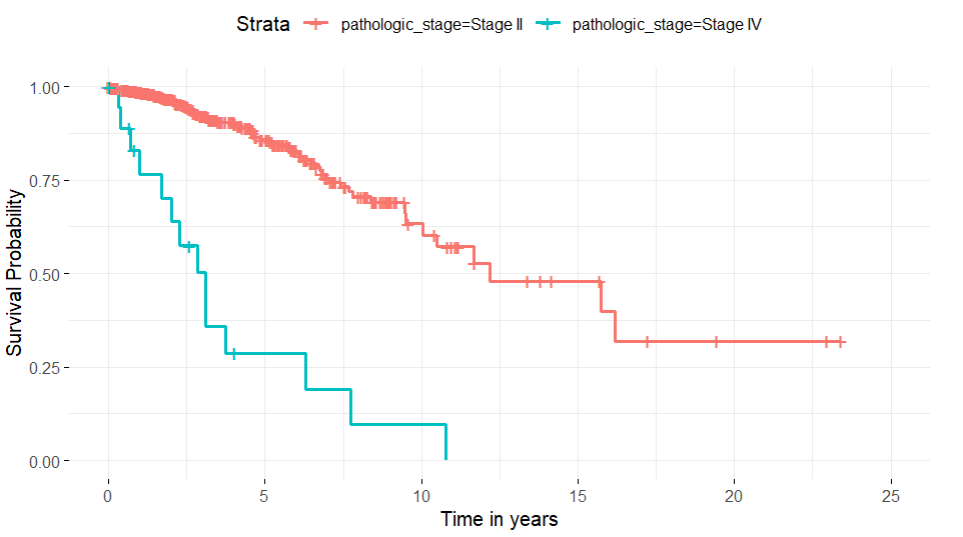 Strata pathologic_stage=Stage II pathologic_stage=Stage IV
Survival Probability
1.00
0.75
0.50
0.25
0.00
0 5 10 15 20 25
Time in years